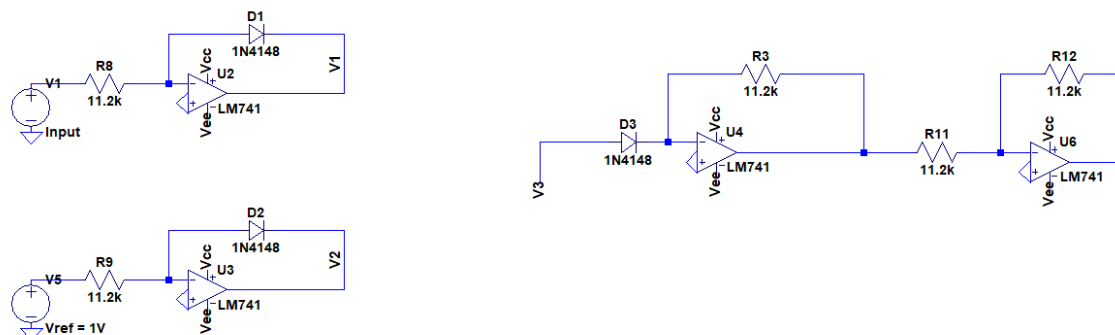 D1
1N4148
R8
11.2k
V1
Vcc
U2
+
−
+
Vee
−
LM741
V1
+
−
Input
D2
1N4148
R9
11.2k
V5
Vcc
U3
+
−
+
Vee
−
LM741
V2
+
−
Vref = 1V
R3
11.2k
D3
1N4148
V3
Vcc
U4
+
−
+
Vee
−
LM741
R11
11.2k
R12
11.2k
Vcc
U6
+
−
+
Vee
−
LM741